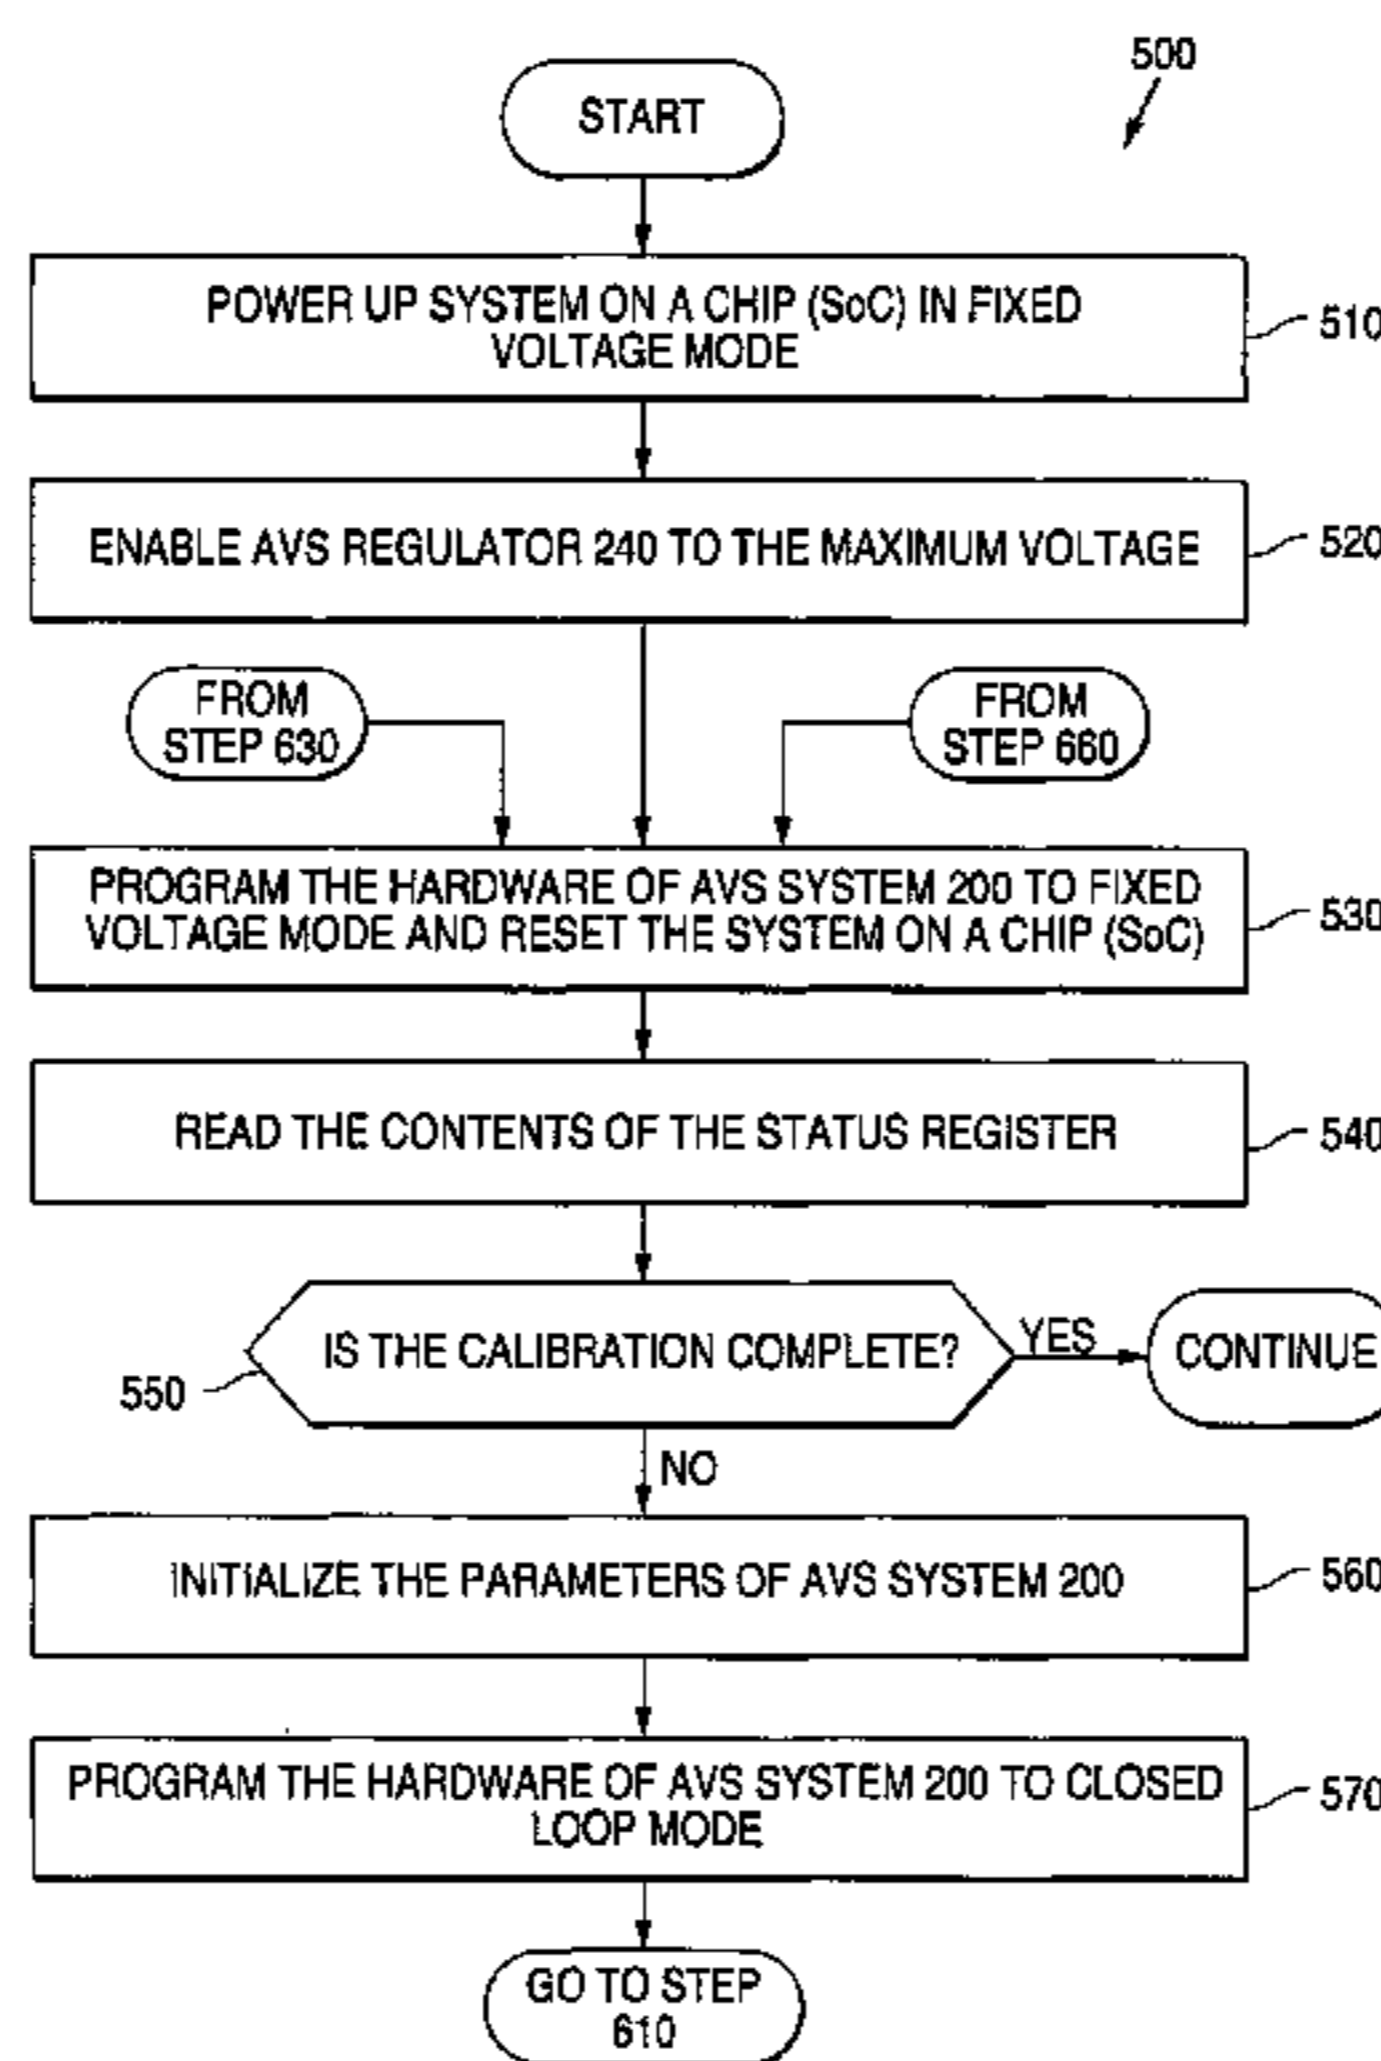 500
START
POWER UP SYSTEM ON A CHIP (SoC) IN FIXED
VOLTAGE MODE
510
ENABLE AVS REGULATOR 240 TO THE MAXIMUM VOLTAGE
520
FROM
STEP 630
FROM
STEP 660
PROGRAM THE HARDWARE OF AVS SYSTEM 200 TO FIXED
VOLTAGE MODE AND RESET THE SYSTEM ON A CHIP (SoC)
530
READ THE CONTENTS OF THE STATUS REGISTER
540
IS THE CALIBRATION COMPLETE?
YES
CONTINUE
550
NO
INITIALIZE THE PARAMETERS OF AVS SYSTEM 200
560
PROGRAM THE HARDWARE OF AVS SYSTEM 200 TO CLOSED
LOOP MODE
570
GO TO STEP
610